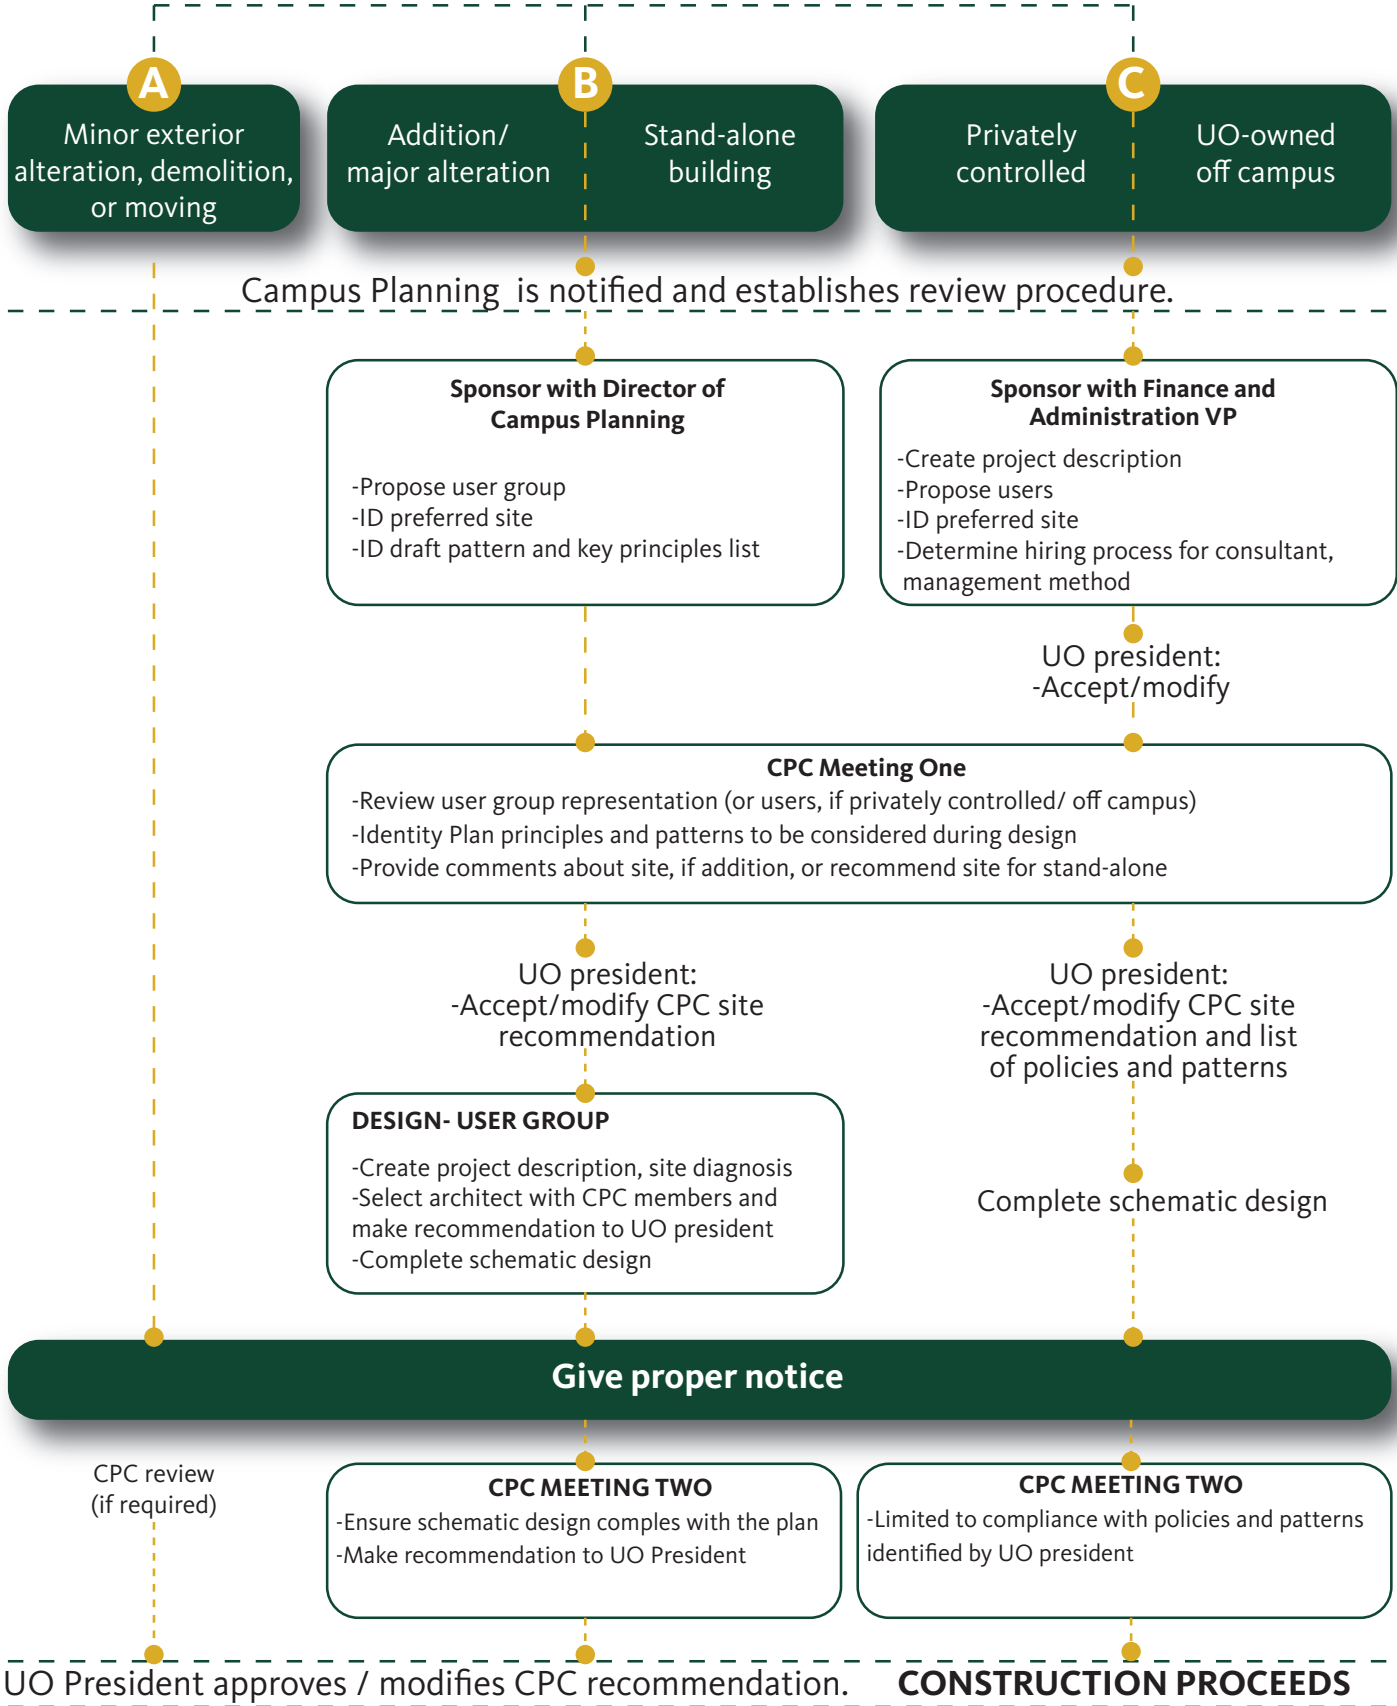 A
B
C
Minor exterior
alteration, demolition,
or moving
Addition/
major alteration
Stand-alone
building
Privately
controlled
UO-owned
off campus
Campus Planning is notified and establishes review procedure.
Sponsor with Director of
Campus Planning
-Propose user group
-ID preferred site
-ID draft pattern and key principles list
Sponsor with Finance and
Administration VP
-Create project description
-Propose users
-ID preferred site
-Determine hiring process for consultant,
management method
UO president:
-Accept/modify
CPC Meeting One
-Review user group representation (or users, if privately controlled/ off campus)
-Identity Plan principles and patterns to be considered during design
-Provide comments about site, if addition, or recommend site for stand-alone
UO president:
-Accept/modify CPC site
recommendation
UO president:
-Accept/modify CPC site
recommendation and list
of policies and patterns
DESIGN- USER GROUP
-Create project description, site diagnosis
-Select architect with CPC members and
make recommendation to UO president
-Complete schematic design
Complete schematic design
Give proper notice
CPC review
(if required)
CPC MEETING TWO
-Ensure schematic design comples with the plan
-Make recommendation to UO President
CPC MEETING TWO
-Limited to compliance with policies and patterns
identified by UO president
UO President approves / modifies CPC recommendation. CONSTRUCTION PROCEEDS